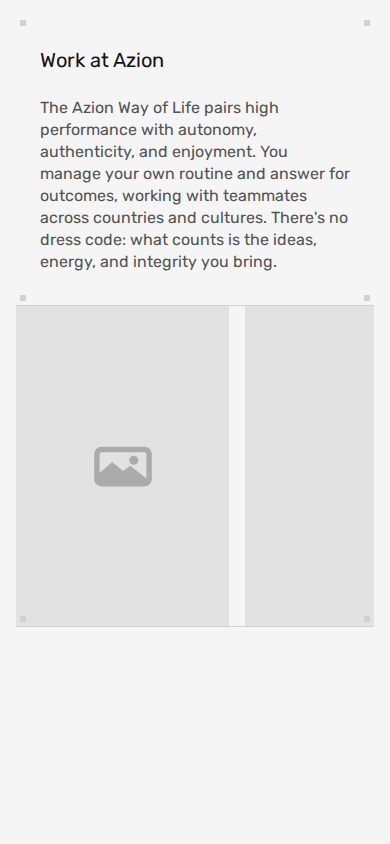 Work at Azion
The Azion Way of Life pairs high
performance with autonomy,
authenticity, and enjoyment. You
manage your own routine and answer for
outcomes, working with teammates
across countries and cultures. There's no
dress code: what counts is the ideas,
energy, and integrity you bring.